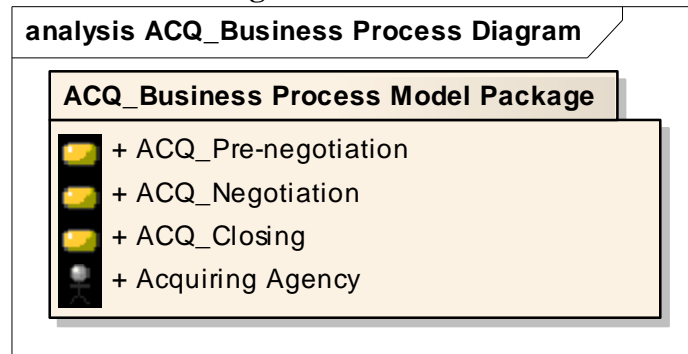 analysis ACQ_Business Process Diagram
ACQ_Business Process Model Package
+ ACQ_Pre-negotiation
+ ACQ_Negotiation
+ ACQ_Closing
+ Acquiring Agency